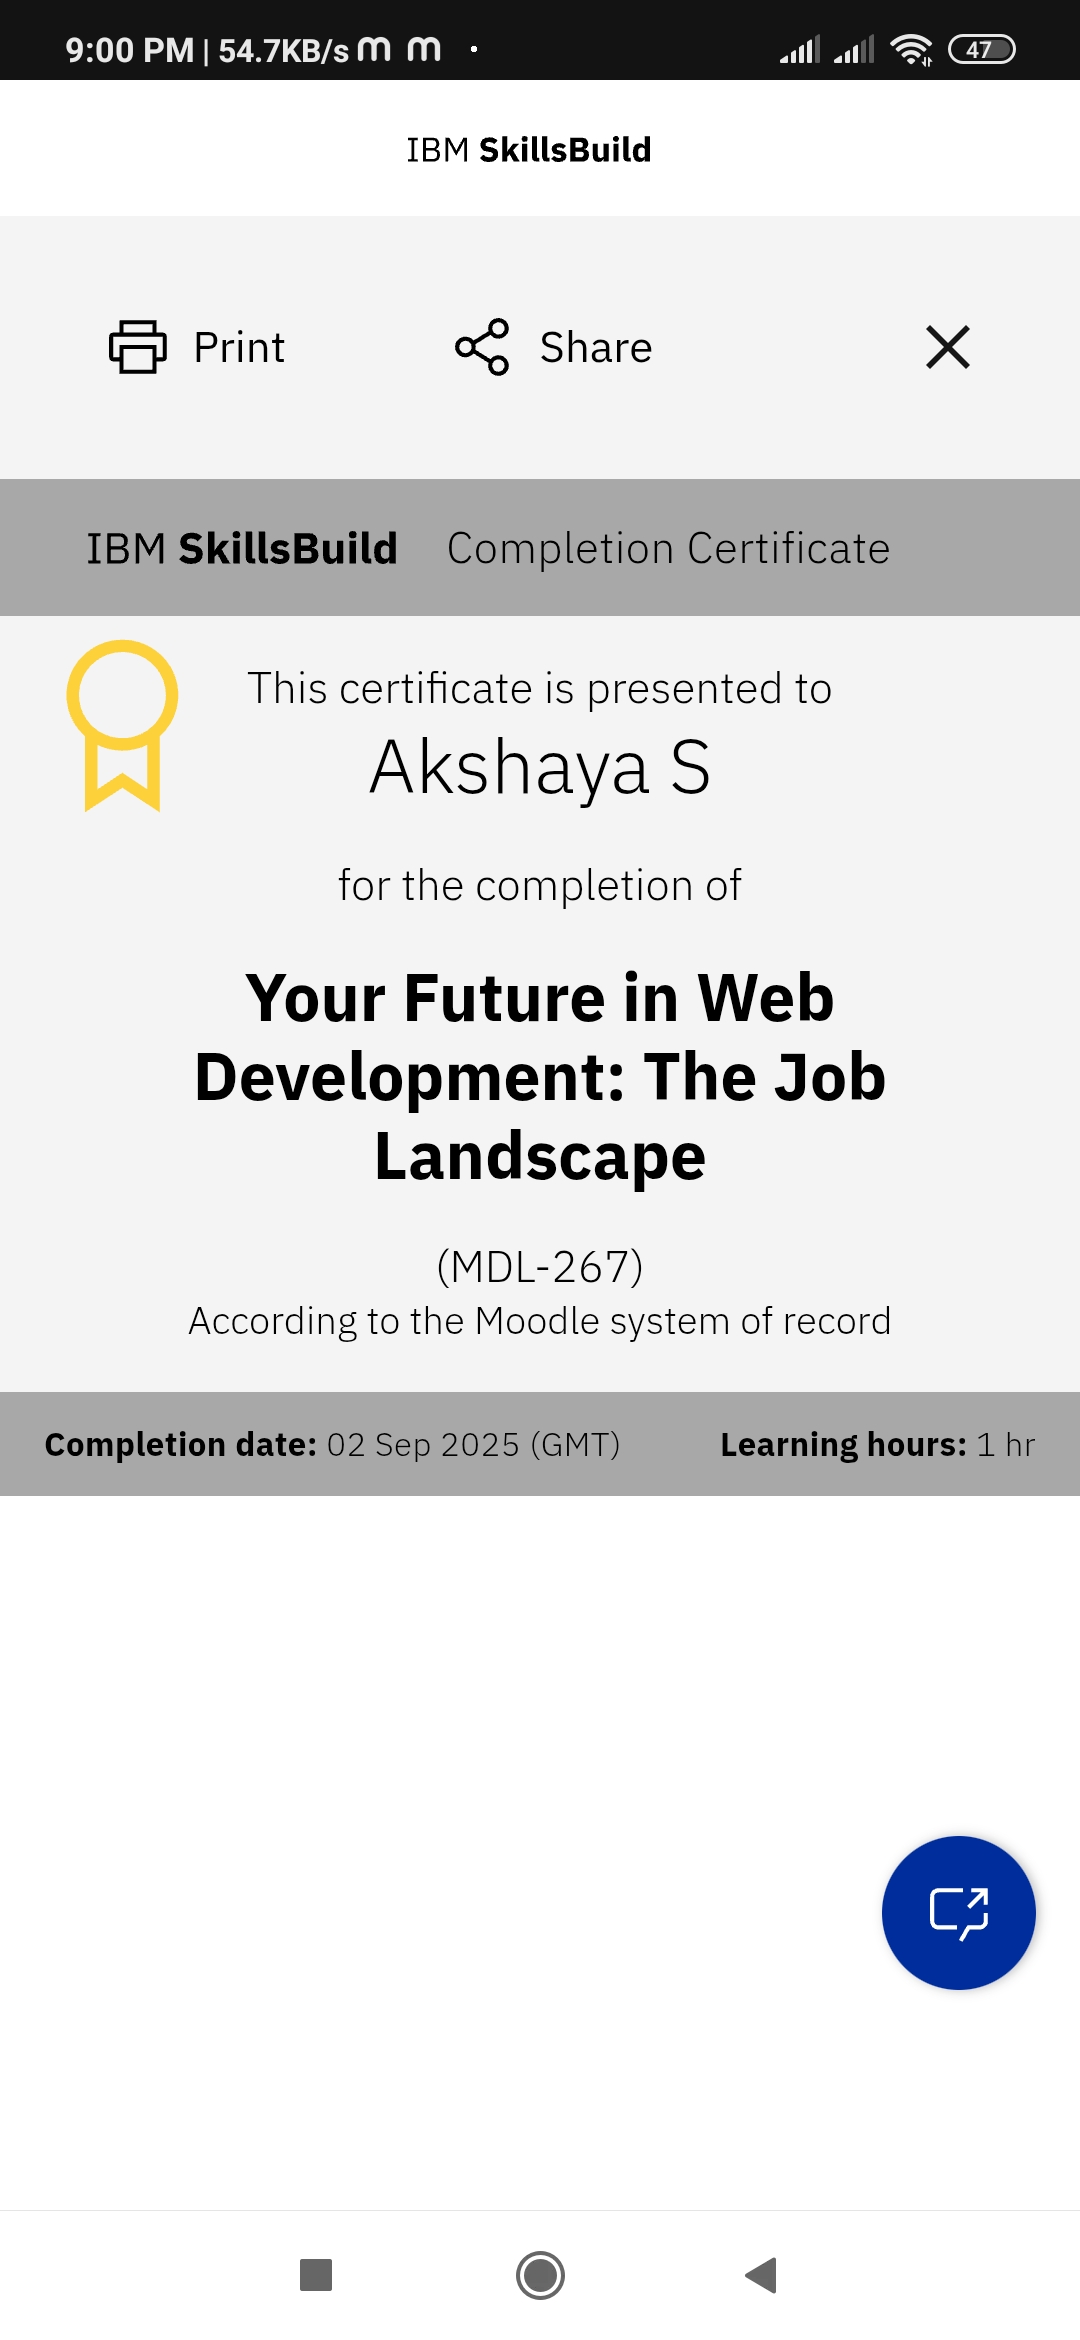 9:00 PM | 54.7KB/s m m
47
IBM SkillsBuild
Print
Share
IBM SkillsBuild Completion Certificate
This certificate is presented to
Akshaya S
for the completion of
Your Future in Web
Development: The Job
Landscape
(MDL-267)
According to the Moodle system of record
Completion date: 02 Sep 2025 (GMT) Learning hours: 1 hr